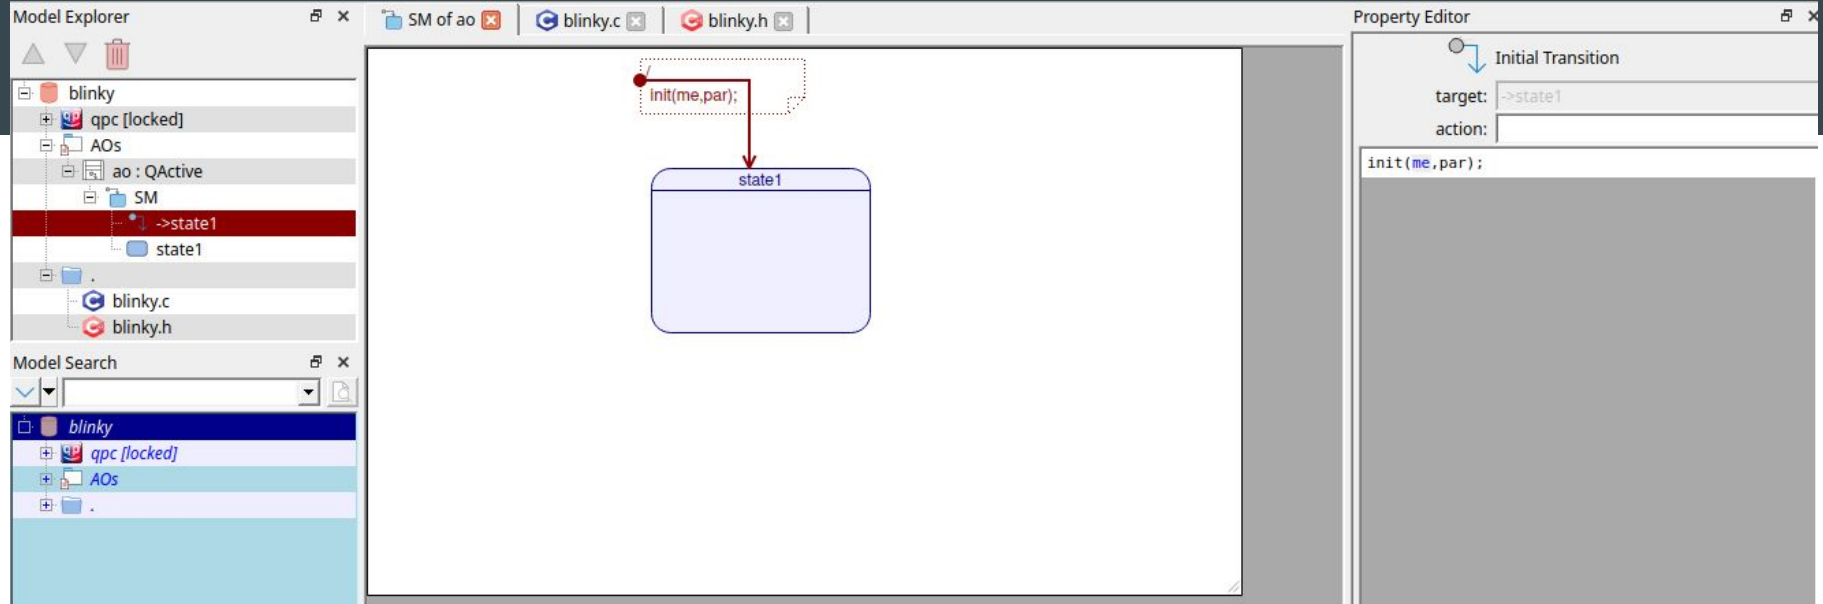 Model Explorer
blinky
qpc [locked]
AOs
ao : QActive
SM
->state1
state1
.
blinky.c
blinky.h
Model Search
blinky
qpc [locked]
AOs
.
SM of ao
blinky.c
blinky.h
/
init(me,par);
state1
Property Editor
Initial Transition
target: ->state1
action:
init(me,par);